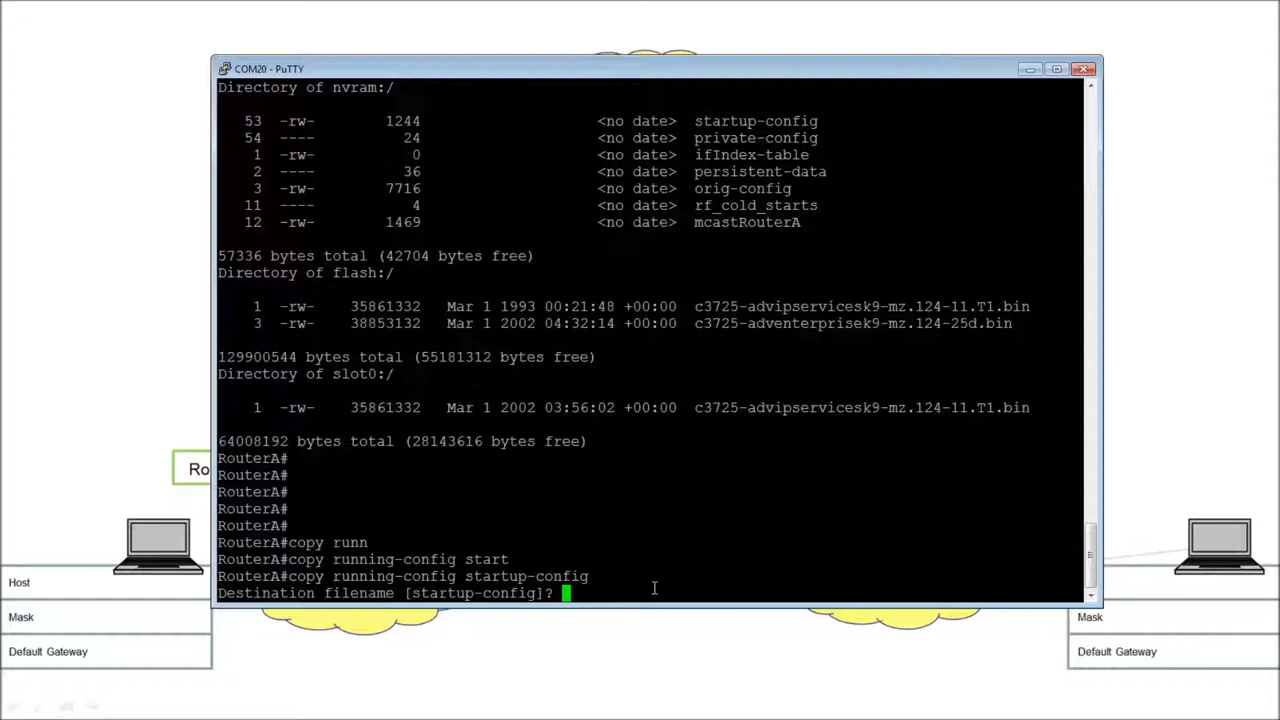 COM20 - PuTTY
Directory of nvram:/
53 -rw- 1244 <no date> startup-config
54 ---- 24 <no date> private-config
1 -rw- 0 <no date> ifIndex-table
2 ---- 36 <no date> persistent-data
3 -rw- 7716 <no date> orig-config
11 ---- 4 <no date> rf_cold_starts
12 -rw- 1469 <no date> mcastRouterA
57336 bytes total (42704 bytes free)
Directory of flash:/
1 -rw- 35861332 Mar 1 1993 00:21:48 +00:00 c3725-advipservicesk9-mz.124-11.T1.bin
3 -rw- 38853132 Mar 1 2002 04:32:14 +00:00 c3725-adventerprisek9-mz.124-25d.bin
129900544 bytes total (55181312 bytes free)
Directory of slot0:/
1 -rw- 35861332 Mar 1 2002 03:56:02 +00:00 c3725-advipservicesk9-mz.124-11.T1.bin
64008192 bytes total (28143616 bytes free)
RouterA#
RouterA#
RouterA#
RouterA#
RouterA#
RouterA#copy runn
RouterA#copy running-config start
RouterA#copy running-config startup-config
Destination filename [startup-config]?
Ro
Host
Mask
Default Gateway
Mask
Default Gateway